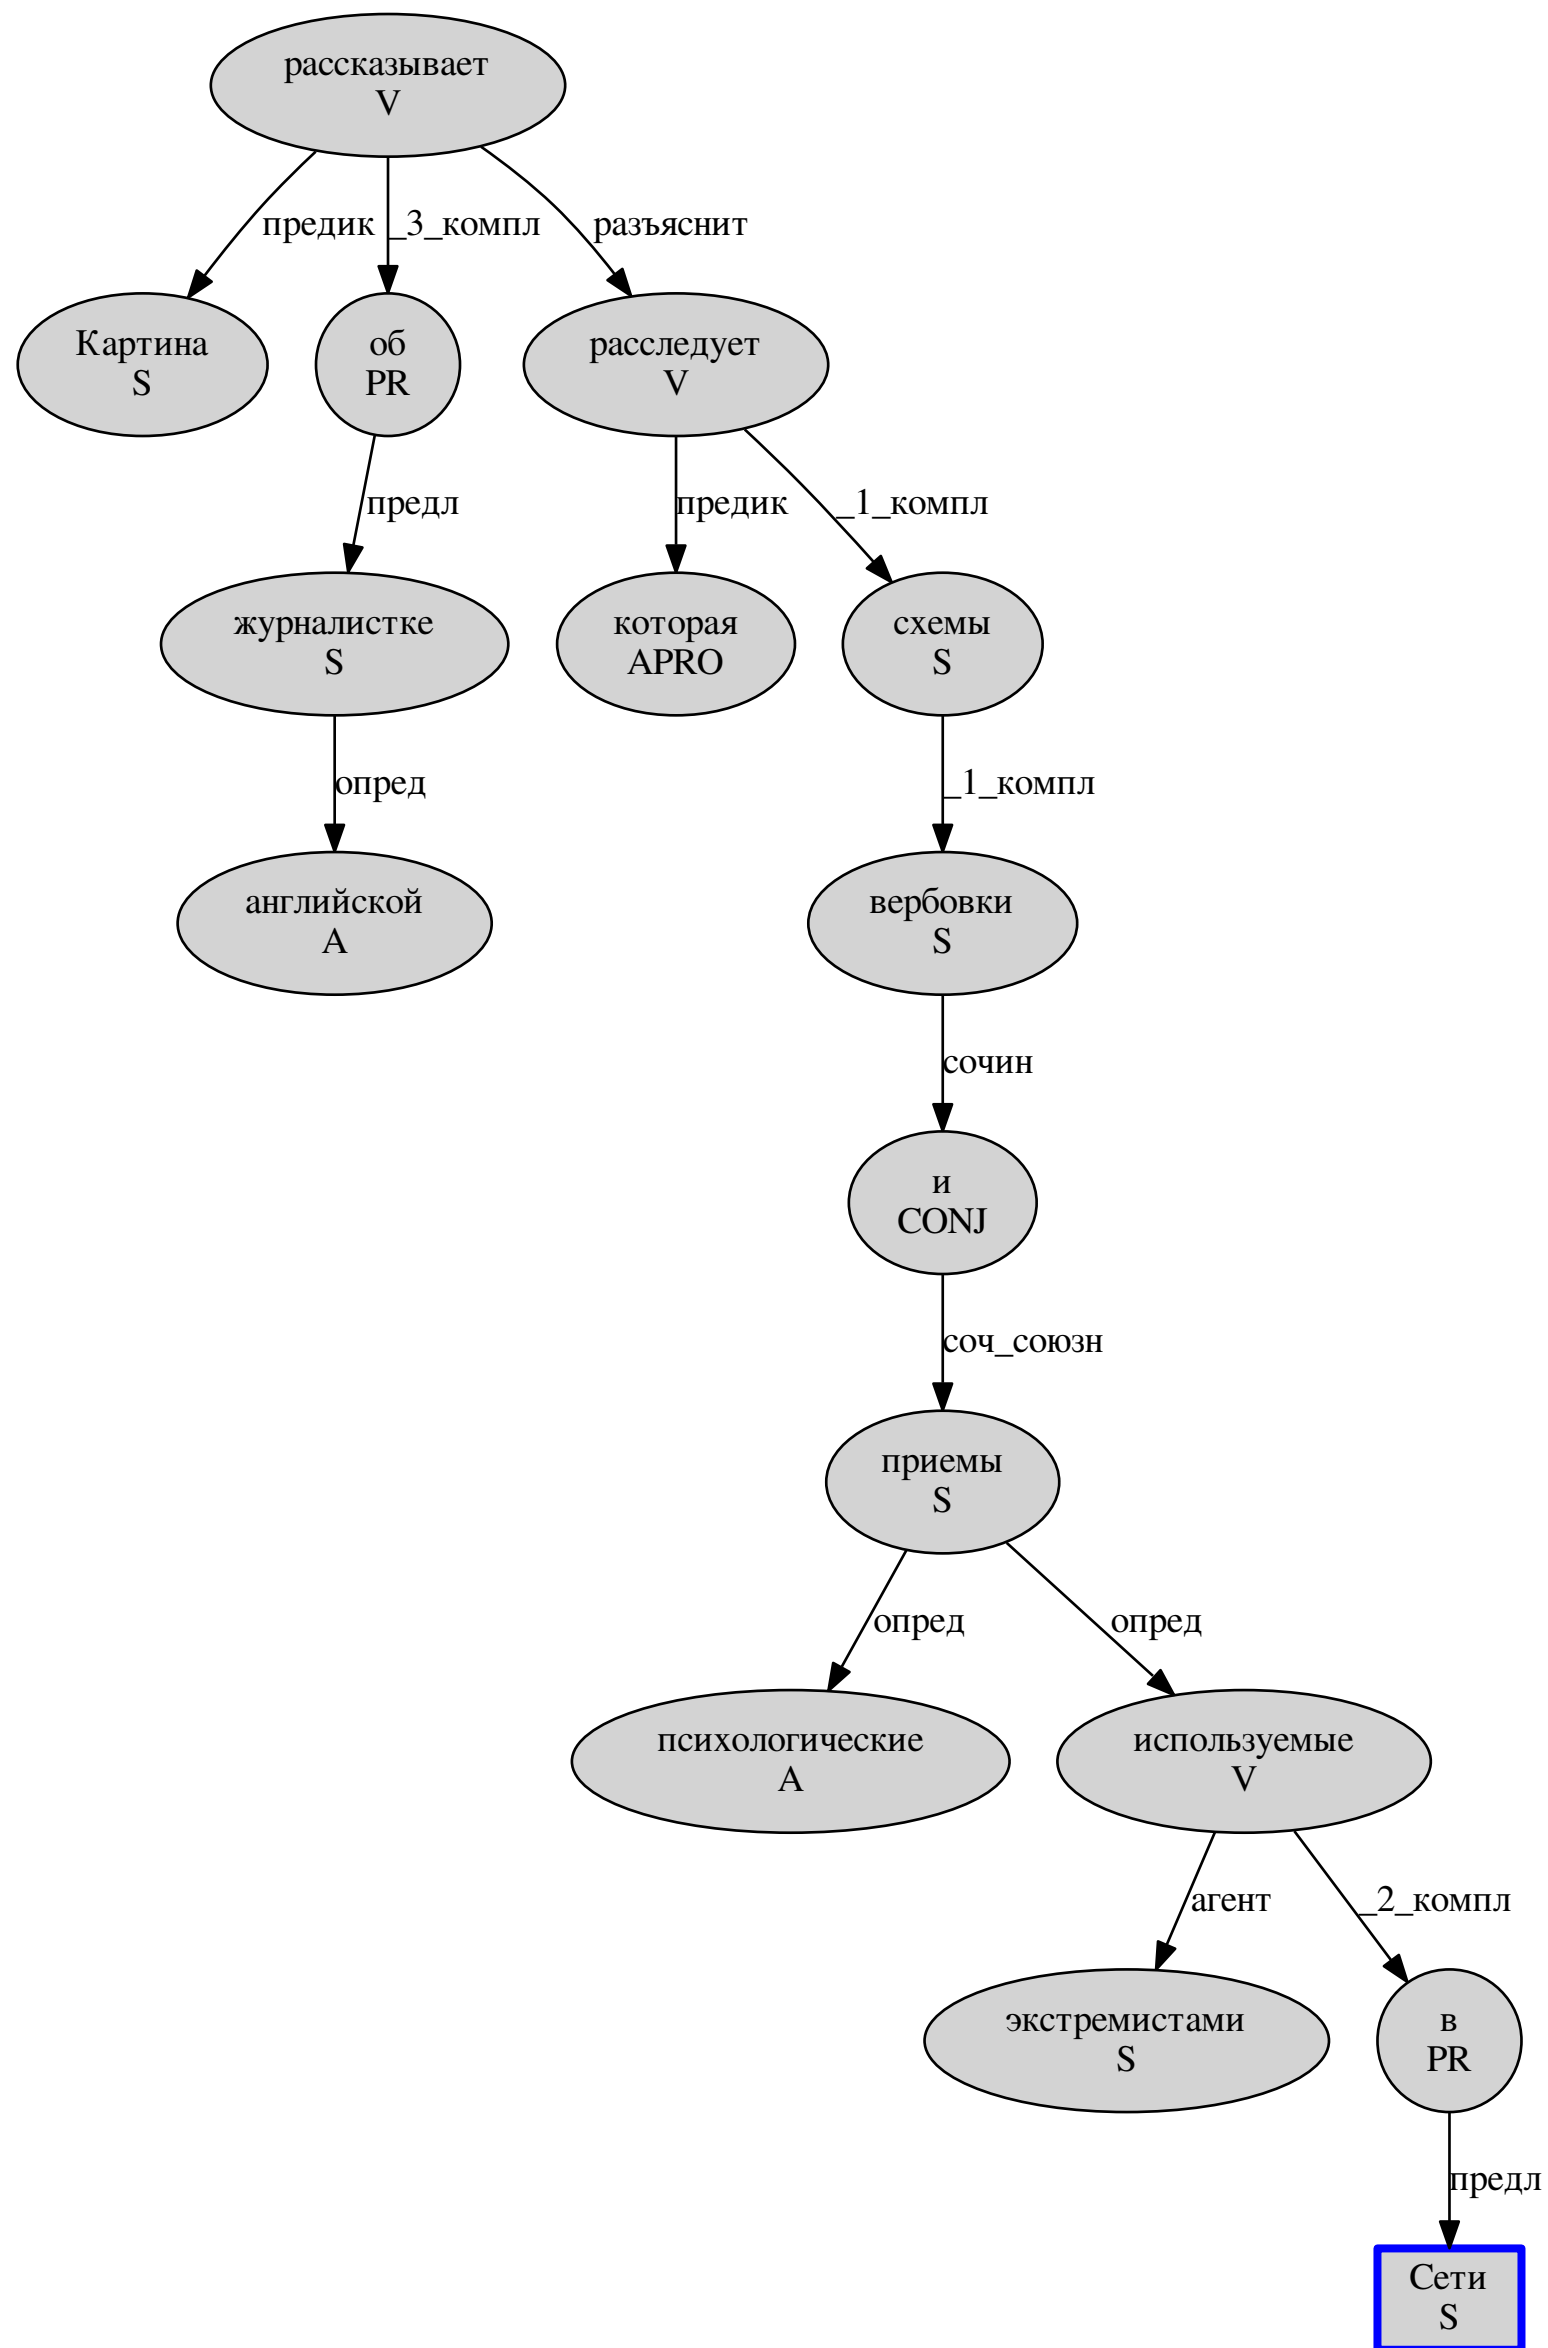 рассказывает
V
предик
_3_компл
разъяснит
Картина
S
об
PR
расследует
V
предл
предик
_1_компл
журналистке
S
которая
APRO
схемы
S
опред
_1_компл
английской
A
вербовки
S
сочин
и
CONJ
соч_союзн
приемы
S
опред
опред
психологические
A
используемые
V
агент
_2_компл
экстремистами
S
в
PR
предл
Сети
S